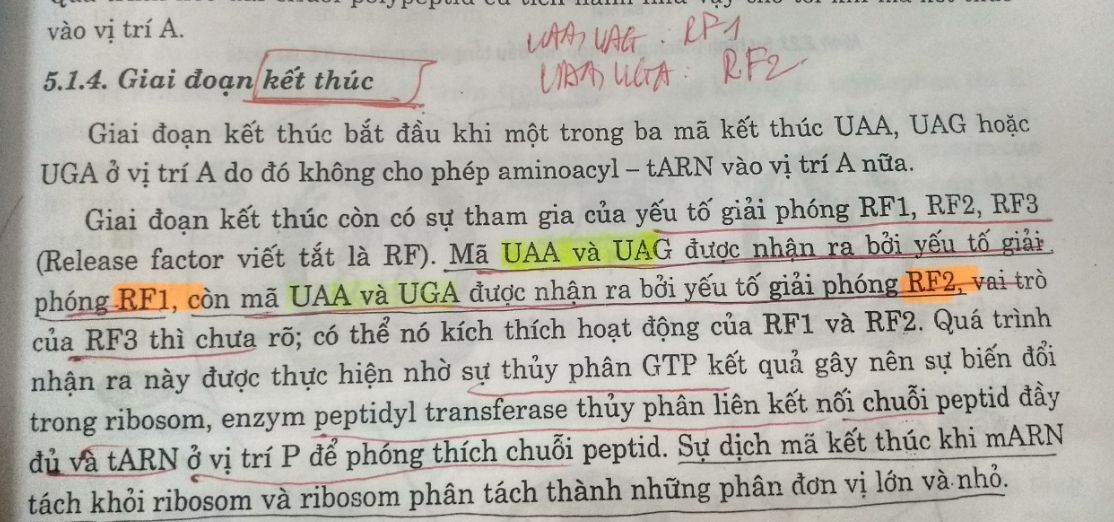 vào vị trí A.
UAA, UAG : RF1
UAA, UGA : RF2
5.1.4. Giai đoạn kết thúc
Giai đoạn kết thúc bắt đầu khi một trong ba mã kết thúc UAA, UAG hoặc
UGA ở vị trí A do đó không cho phép aminoacyl – tARN vào vị trí A nữa.
Giai đoạn kết thúc còn có sự tham gia của yếu tố giải phóng RF1, RF2, RF3
(Release factor viết tắt là RF). Mã UAA và UAG được nhận ra bởi yếu tố giải
phóng RF1, còn mã UAA và UGA được nhận ra bởi yếu tố giải phóng RF2, vai trò
của RF3 thì chưa rõ; có thể nó kích thích hoạt động của RF1 và RF2. Quá trình
nhận ra này được thực hiện nhờ sự thủy phân GTP kết quả gây nên sự biến đổi
trong ribosom, enzym peptidyl transferase thủy phân liên kết nối chuỗi peptid đầy
đủ và tARN ở vị trí P để phóng thích chuỗi peptid. Sự dịch mã kết thúc khi mARN
tách khỏi ribosom và ribosom phân tách thành những phân đơn vị lớn và nhỏ.